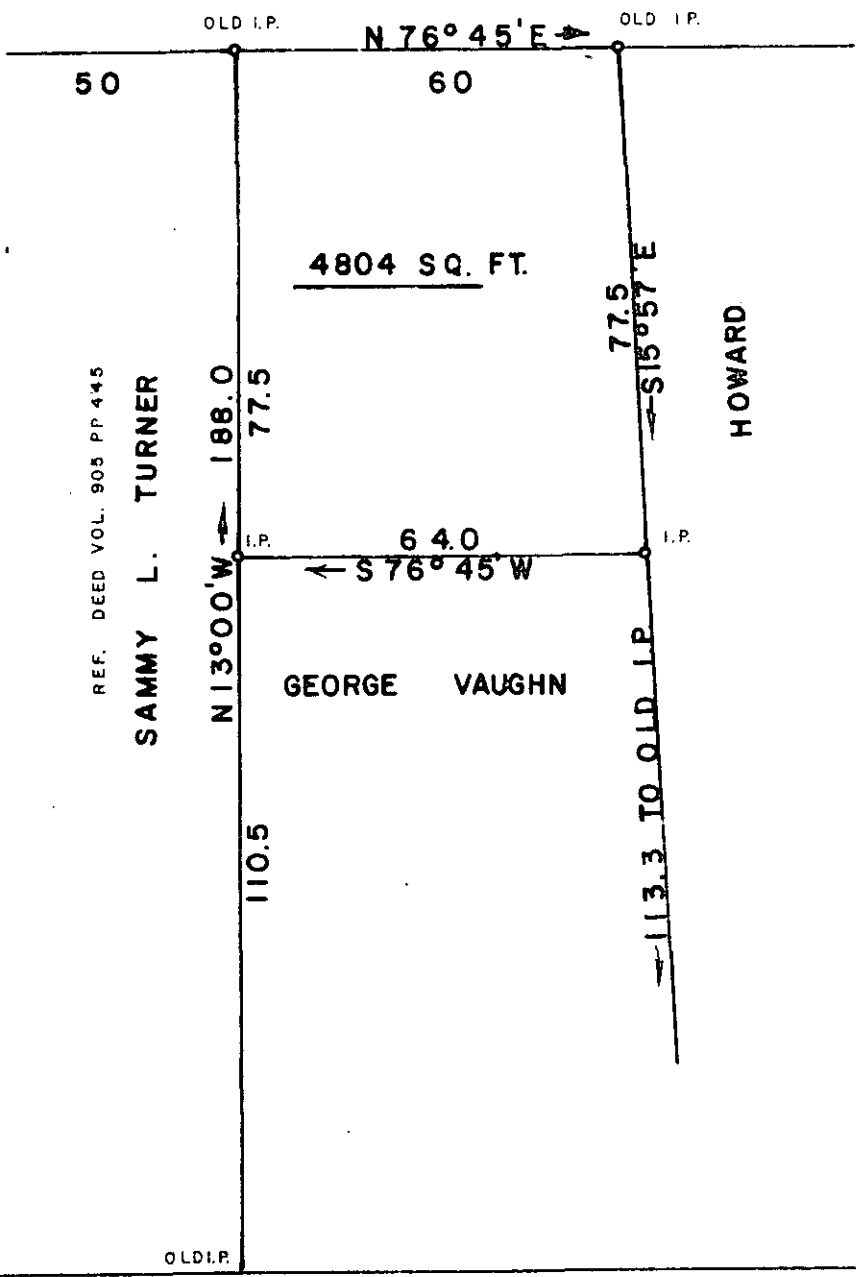 OLD I.P.
N 76° 45' E
OLD I P.
50
60
4804 SQ. FT.
77.5
S15°57'E
HOWARD
REF. DEED VOL. 905 PP 445
SAMMY L. TURNER
N13°00'W 188.0
77.5
I.P.
64.0
I.P.
S 76° 45' W
GEORGE VAUGHN
113.3 TO OLD I.P.
110.5
OLD I.P.